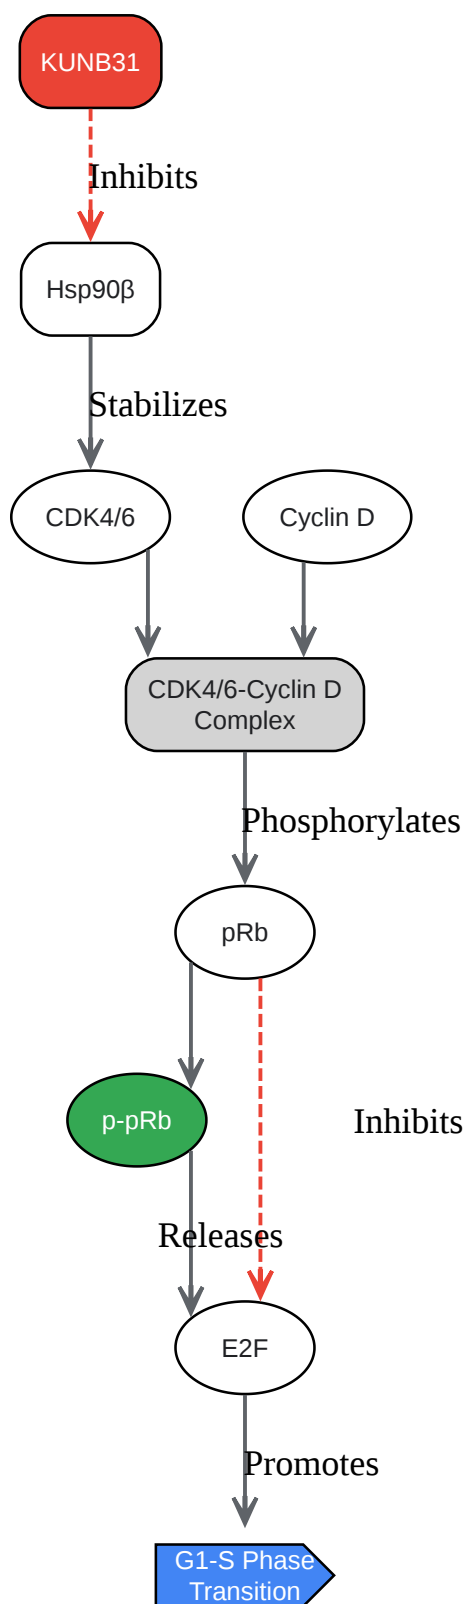 KUNB31
Inhibits
Hsp90β
Stabilizes
CDK4/6
Cyclin D
CDK4/6-Cyclin D
Complex
Phosphorylates
pRb
p-pRb
Inhibits
Releases
E2F
Promotes
G1-S Phase
Transition